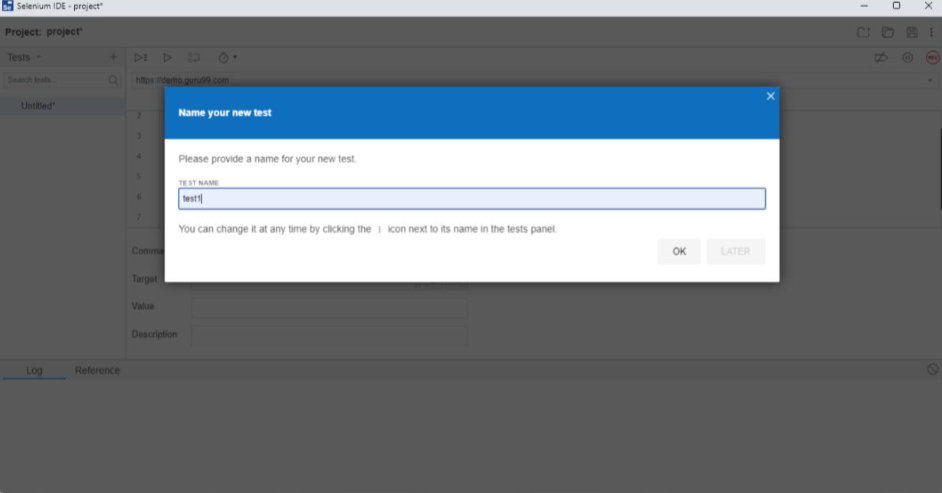 Selenium IDE - project*
Project: project*
Tests
Search tests...
https://demo.guru99.com
Untitled*
2
3
4
5
6
7
Name your new test
Please provide a name for your new test.
TEST NAME
test1
You can change it at any time by clicking the ⁝ icon next to its name in the tests panel.
OK
LATER
Comma
Target
Value
Description
Log
Reference